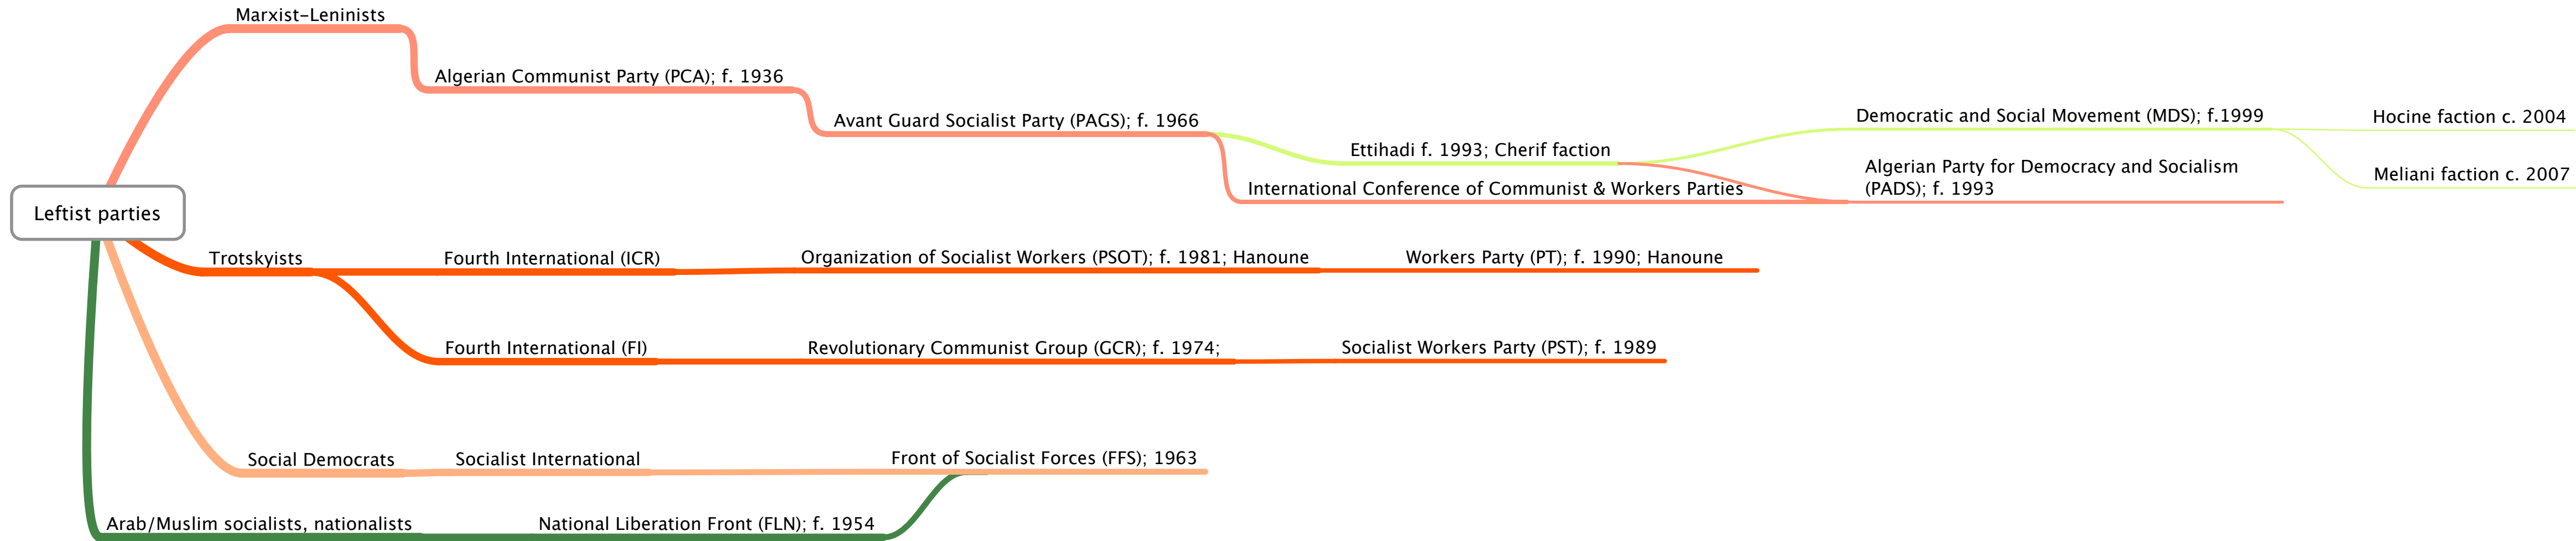 Leftist parties
Marxist-Leninists
Algerian Communist Party (PCA); f. 1936
Avant Guard Socialist Party (PAGS); f. 1966
Ettihadi f. 1993; Cherif faction
Democratic and Social Movement (MDS); f.1999
Hocine faction c. 2004
Meliani faction c. 2007
International Conference of Communist & Workers Parties
Algerian Party for Democracy and Socialism
(PADS); f. 1993
Trotskyists
Fourth International (ICR)
Organization of Socialist Workers (PSOT); f. 1981; Hanoune
Workers Party (PT); f. 1990; Hanoune
Fourth International (FI)
Revolutionary Communist Group (GCR); f. 1974;
Socialist Workers Party (PST); f. 1989
Social Democrats
Socialist International
Front of Socialist Forces (FFS); 1963
Arab/Muslim socialists, nationalists
National Liberation Front (FLN); f. 1954